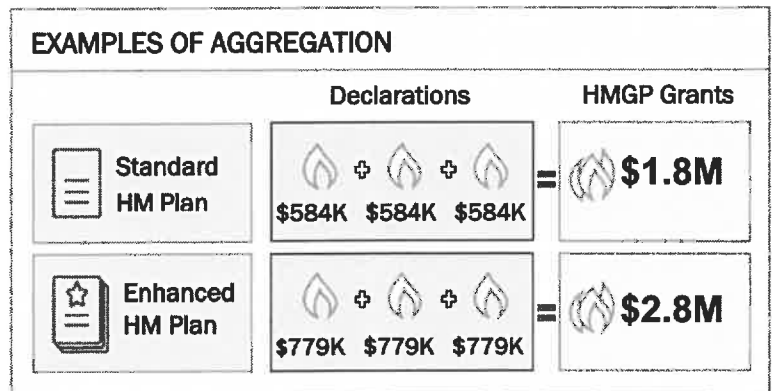 EXAMPLES OF AGGREGATION
Declarations
HMGP Grants
Standard
HM Plan
+ +
=
$1.8M
$584K $584K $584K
Enhanced
HM Plan
+ +
=
$2.8M
$779K $779K $779K